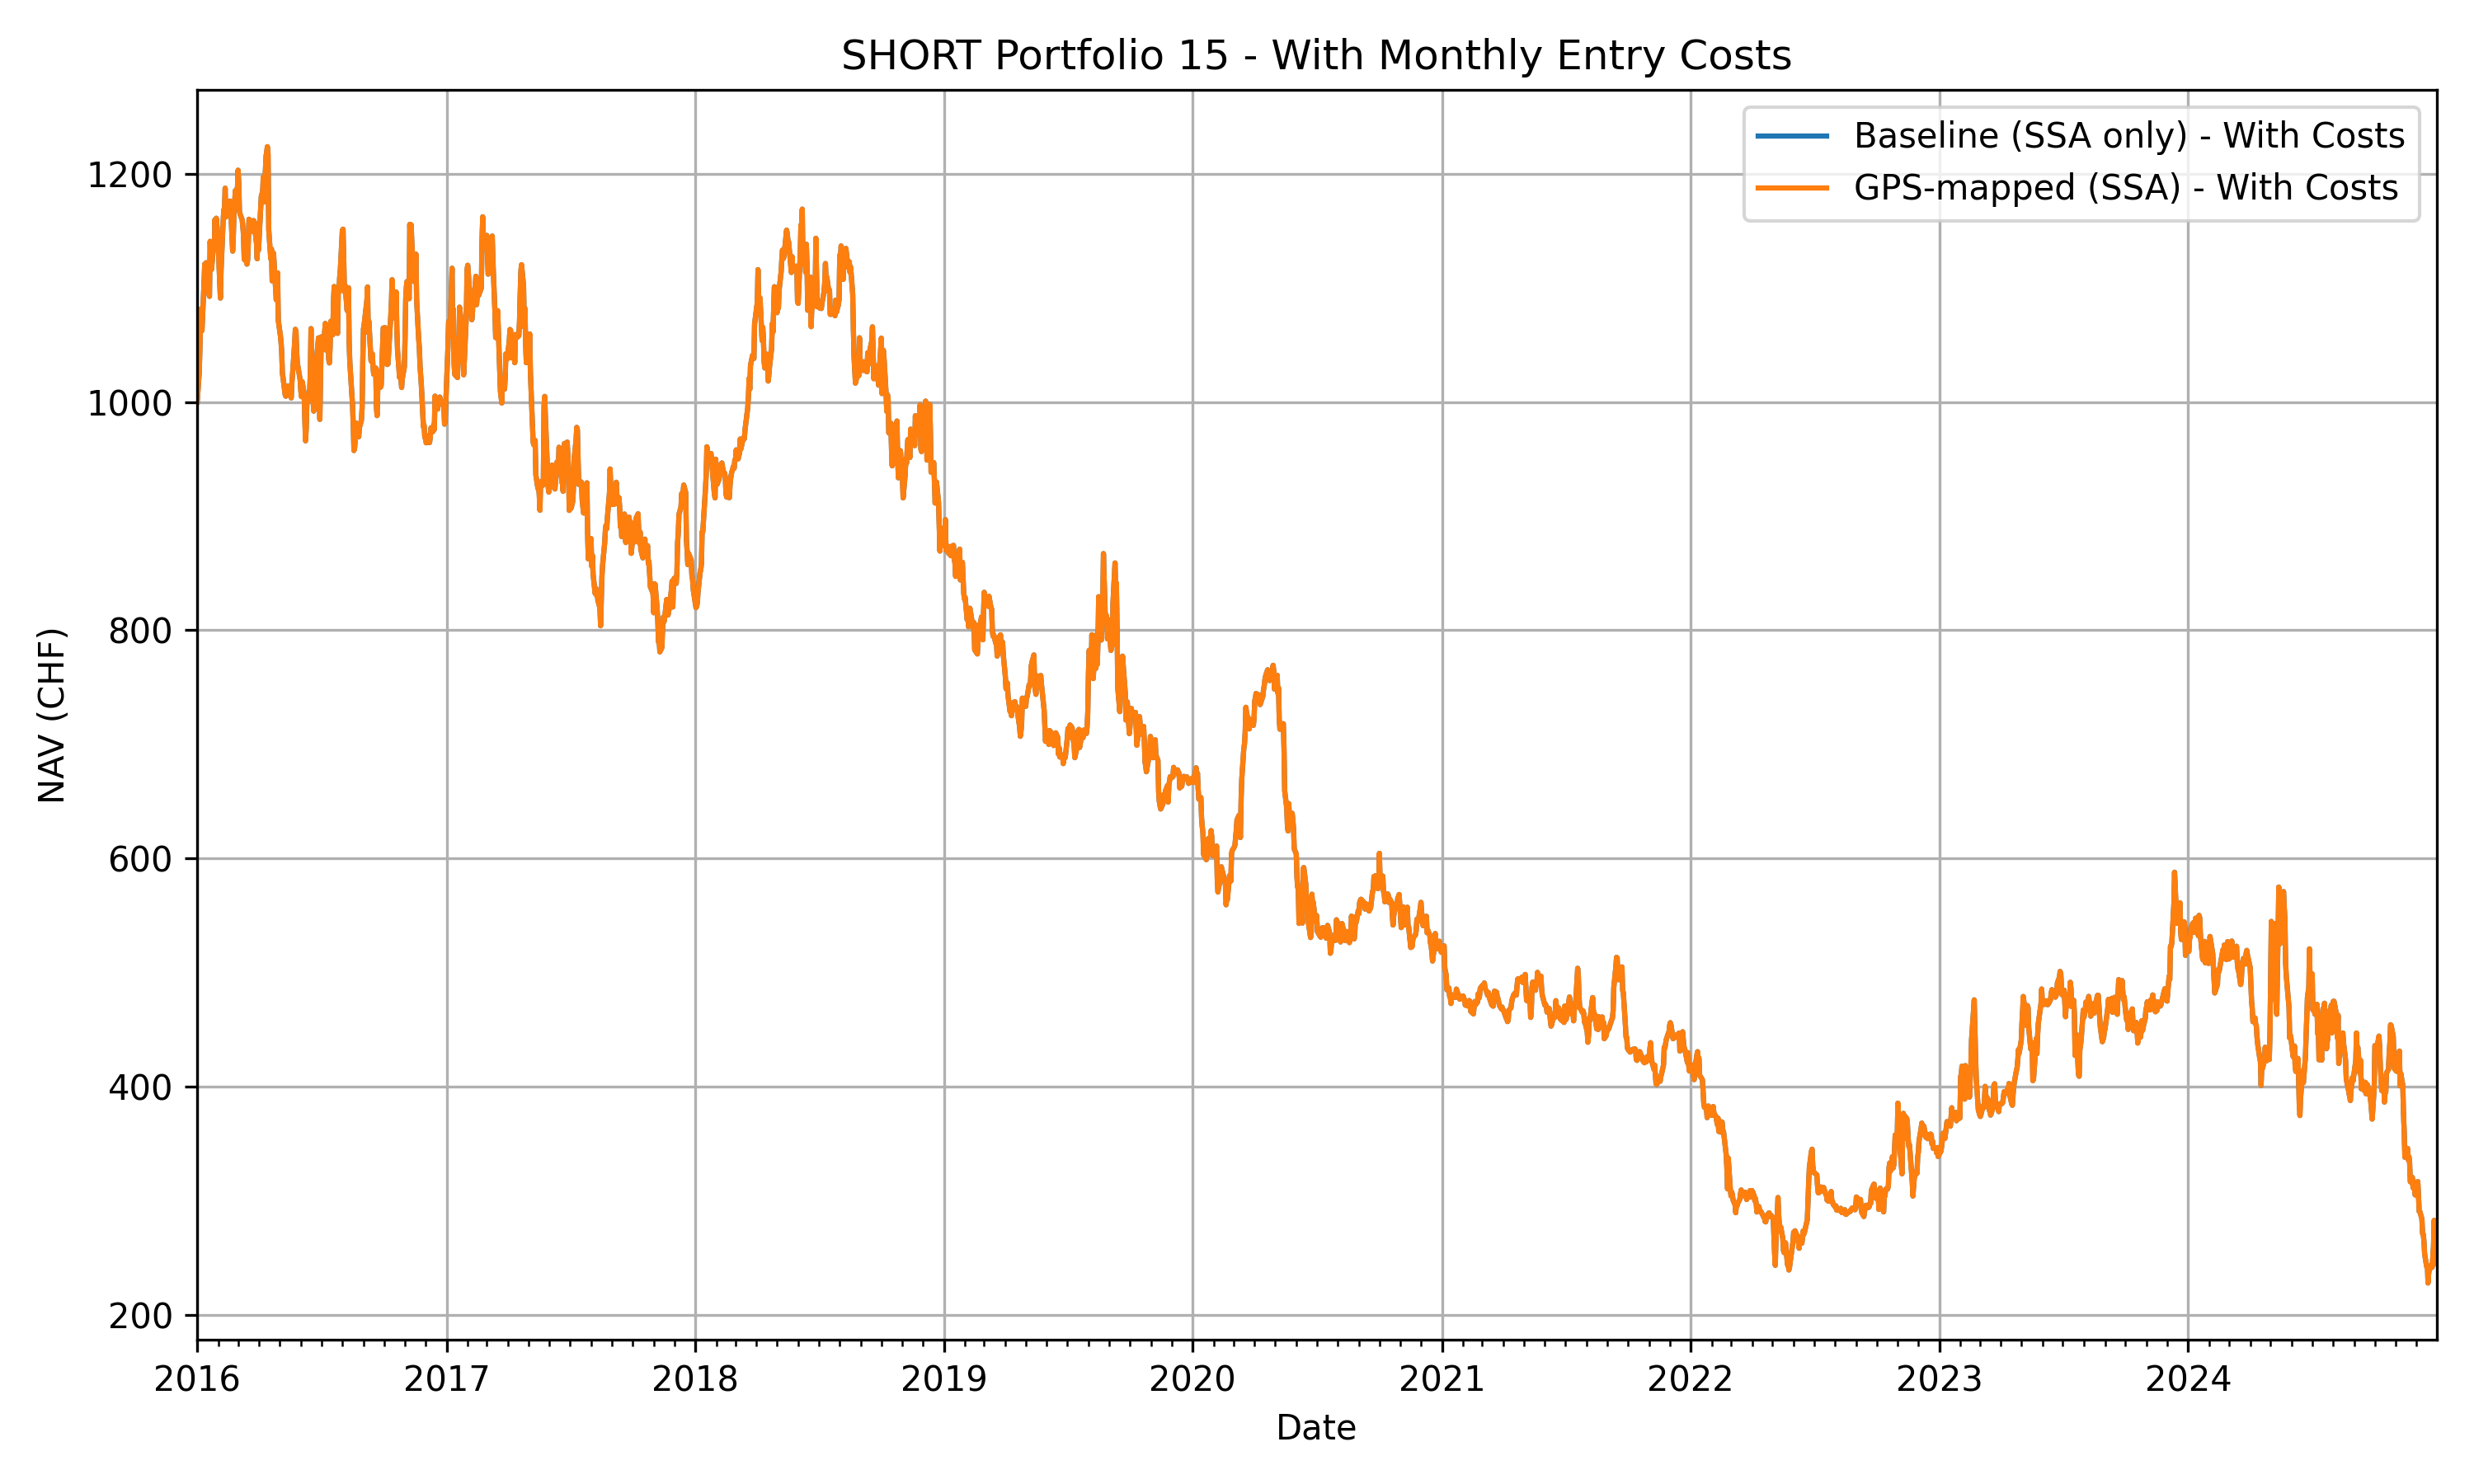 SHORT Portfolio 15 - With Monthly Entry Costs
Baseline (SSA only) - With Costs
GPS-mapped (SSA) - With Costs
NAV (CHF)
1200
1000
800
600
400
200
2016 2017 2018 2019 2020 2021 2022 2023 2024
Date